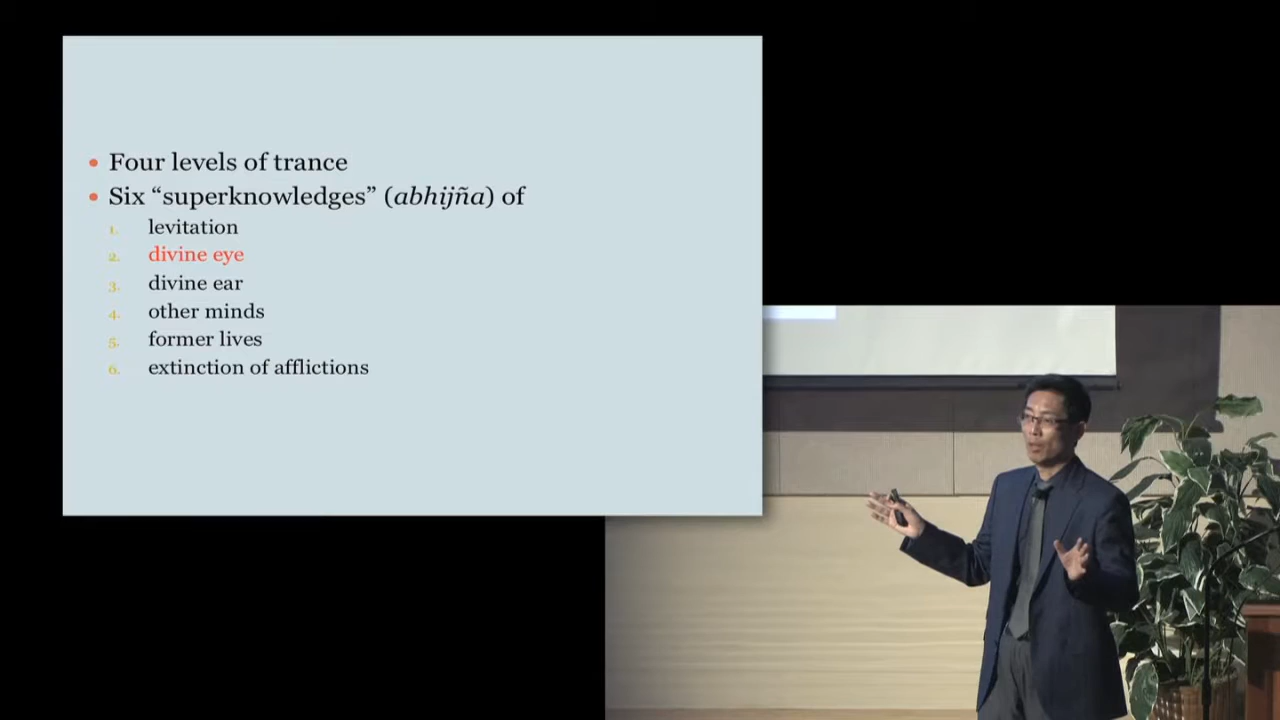 • Four levels of trance
• Six “superknowledges” (abhijña) of
1. levitation
2. divine eye
3. divine ear
4. other minds
5. former lives
6. extinction of afflictions